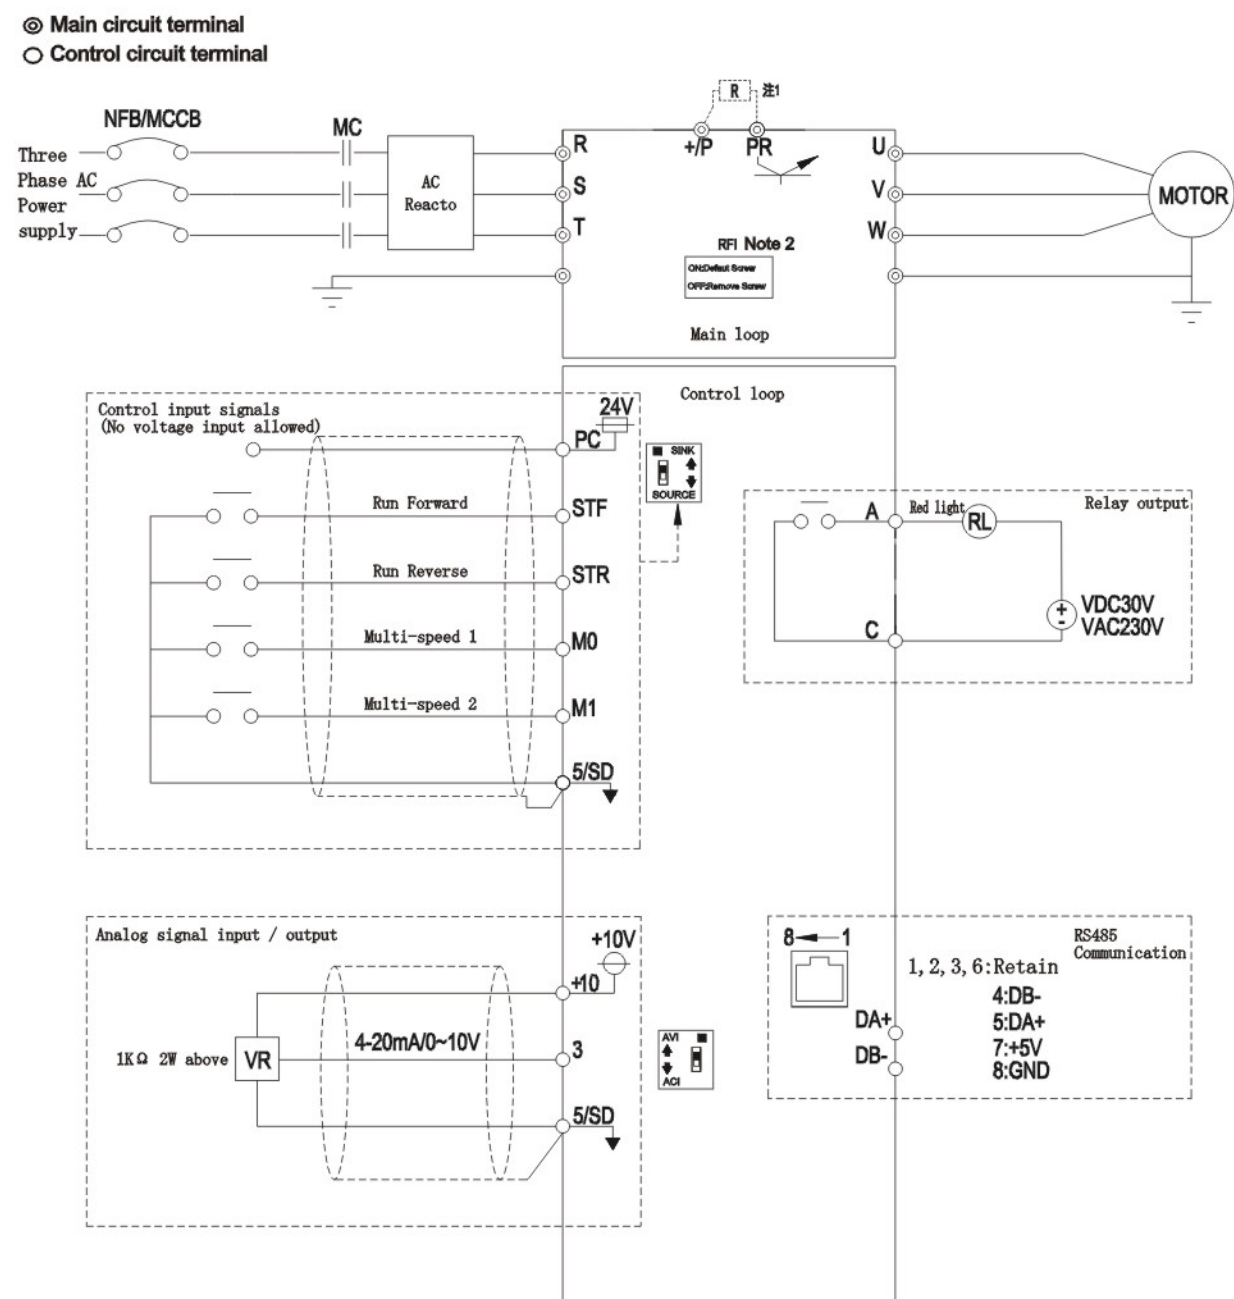 Main circuit terminal
Control circuit terminal
R 注1
NFB/MCCB
MC
+/P PR
Three
Phase AC
Power
supply
AC
Reacto
R
S
T
U
V
W
MOTOR
RFI Note 2
ON:Defaut Screw
OFF:Remove Screw
Main loop
Control loop
Control input signals
(No voltage input allowed)
24V
PC
SINK
SOURCE
Run Forward
STF
Run Reverse
STR
Multi-speed 1
M0
Multi-speed 2
M1
5/SD
Relay output
A
Red light
RL
C
+
-
VDC30V
VAC230V
Analog signal input / output
+10V
+10
4-20mA/0~10V
3
1KΩ 2W above
VR
5/SD
AVI
ACI
RS485
Communication
8 1
1,2,3,6:Retain
4:DB-
5:DA+
7:+5V
8:GND
DA+
DB-